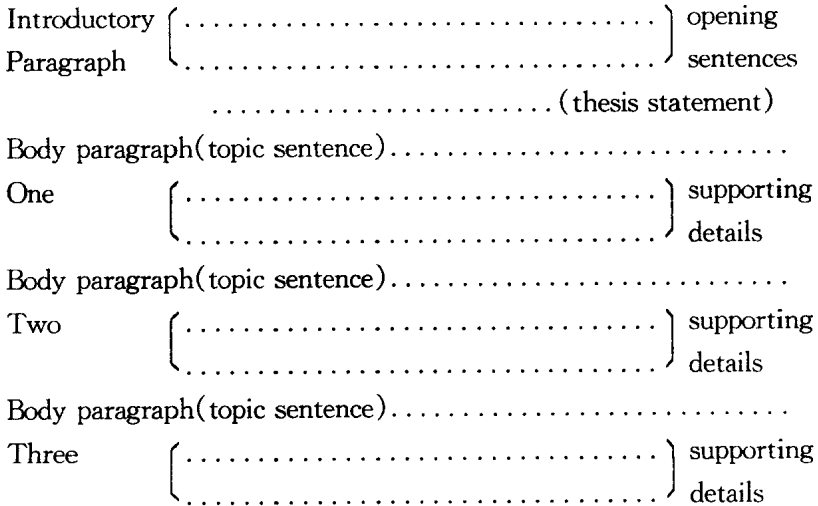 Introductory { .................................. } opening
Paragraph { .................................. } sentences
........................ (thesis statement)
Body paragraph(topic sentence)............................
One { .................................. } supporting
{ .................................. } details
Body paragraph(topic sentence)............................
Two { .................................. } supporting
{ .................................. } details
Body paragraph(topic sentence)............................
Three { .................................. } supporting
{ .................................. } details